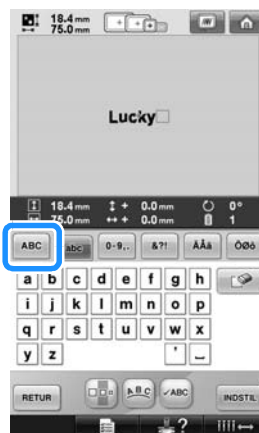 18.4 mm
75.0 mm
Lucky
18.4 mm + 0.0 mm 0°
75.0 mm + 0.0 mm 1
ABC abc 0-9,. &?! ÄÅä ÖØö
a b c d e f g h
i j k l m n o p
q r s t u v w x
y z ' _
RETUR ABC ✓ABC INDSTIL
?